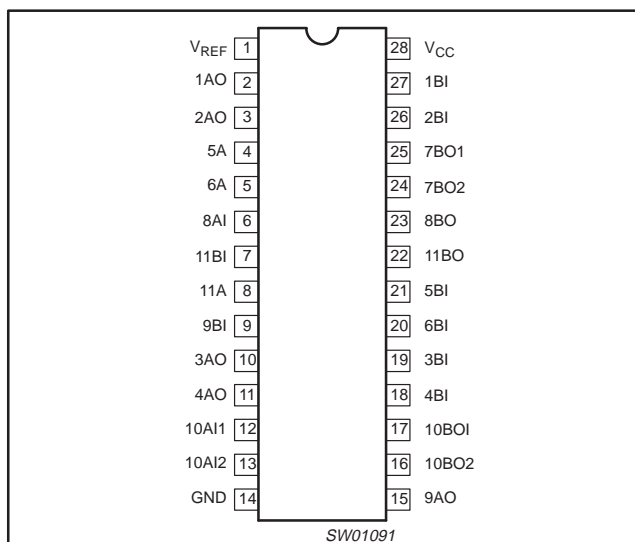 VREF 1 28 VCC
1AO 2 27 1BI
2AO 3 26 2BI
5A 4 25 7BO1
6A 5 24 7BO2
8AI 6 23 8BO
11BI 7 22 11BO
11A 8 21 5BI
9BI 9 20 6BI
3AO 10 19 3BI
4AO 11 18 4BI
10AI1 12 17 10BOI
10AI2 13 16 10BO2
GND 14 15 9AO
SW01091